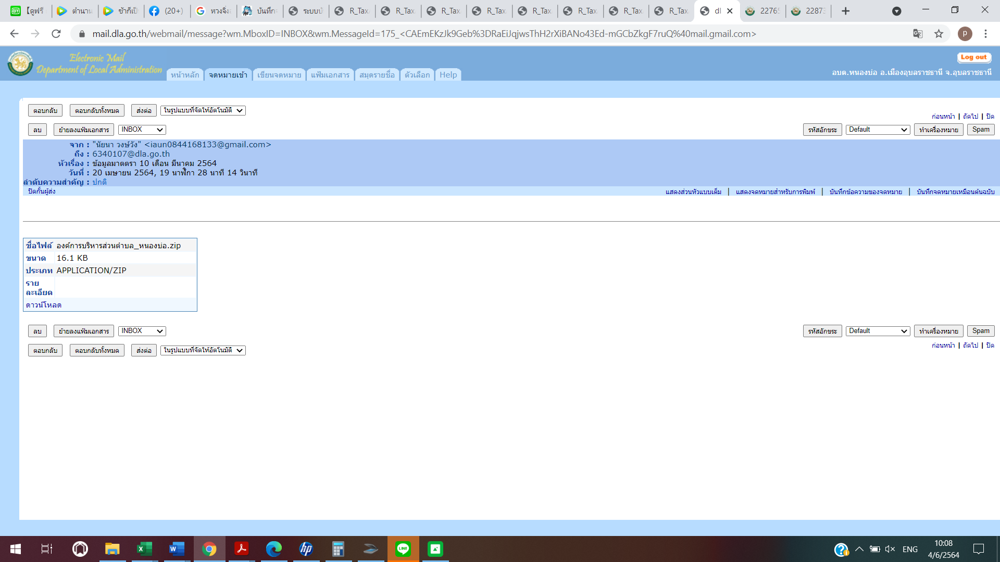 【ดูฟรี
ตำนาน
ข้าก็เป็
(20+)
หวงจิ่ง
บันทึก
ระบบบั
R_Tax
R_Tax
R_Tax
R_Tax
R_Tax
R_Tax
R_Tax
R_Tax
dl
22765
22873
mail.dla.go.th/webmail/message?wm.MboxID=INBOX&wm.MessageId=175_<CAEmEKzJk9Geb%3DRaEiJqjwsThH2rXiBANo43Ed-mGCbZkgF7ruQ%40mail.gmail.com>
p
Electronic Mail
Department of Local Administration
Log out
หน้าหลัก จดหมายเข้า เขียนจดหมาย แฟ้มเอกสาร สมุดรายชื่อ ตัวเลือก Help
อบต.หนองบ่อ อ.เมืองอุบลราชธานี จ.อุบลราชธานี
ตอบกลับ ตอบกลับทั้งหมด ส่งต่อ ในรูปแบบที่จัดให้อัตโนมัติ
ก่อนหน้า | ถัดไป | ปิด
ลบ ย้ายลงแฟ้มเอกสาร INBOX รหัสอักขระ Default ทำเครื่องหมาย Spam
จาก : "นัยนา วงษ์วัง" <iaun0844168133@gmail.com>
ถึง : 6340107@dla.go.th
หัวเรื่อง : ข้อมูลมาตตรา 10 เดือน มีนาคม 2564
วันที่ : 20 เมษายน 2564, 19 นาฬิกา 28 นาที 14 วินาที
ลำดับความสำคัญ : ปกติ
ปิดกั้นผู้ส่ง แสดงส่วนหัวแบบเต็ม | แสดงจดหมายสำหรับการพิมพ์ | บันทึกข้อความของจดหมาย | บันทึกจดหมายเหมือนต้นฉบับ
ชื่อไฟล์ องค์การบริหารส่วนตำบล_หนองบ่อ.zip
ขนาด 16.1 KB
ประเภท APPLICATION/ZIP
ราย
ละเอียด
ดาวน์โหลด
ลบ ย้ายลงแฟ้มเอกสาร INBOX รหัสอักขระ Default ทำเครื่องหมาย Spam
ตอบกลับ ตอบกลับทั้งหมด ส่งต่อ ในรูปแบบที่จัดให้อัตโนมัติ
ก่อนหน้า | ถัดไป | ปิด
ENG
10:08
4/6/2564